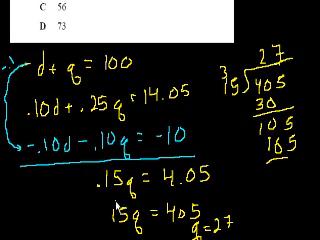 C 56
D 73
-.1
d + q = 100
.10d + .25q = 14.05
-.10d - .10q = -10
.15q = 4.05
15q = 405
q = 27
27
15)405
30
105
105